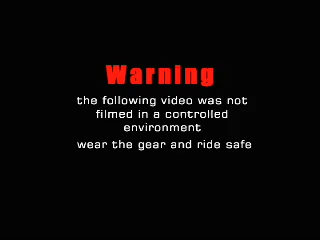 Warning
the following video was not
filmed in a controlled
environment
wear the gear and ride safe